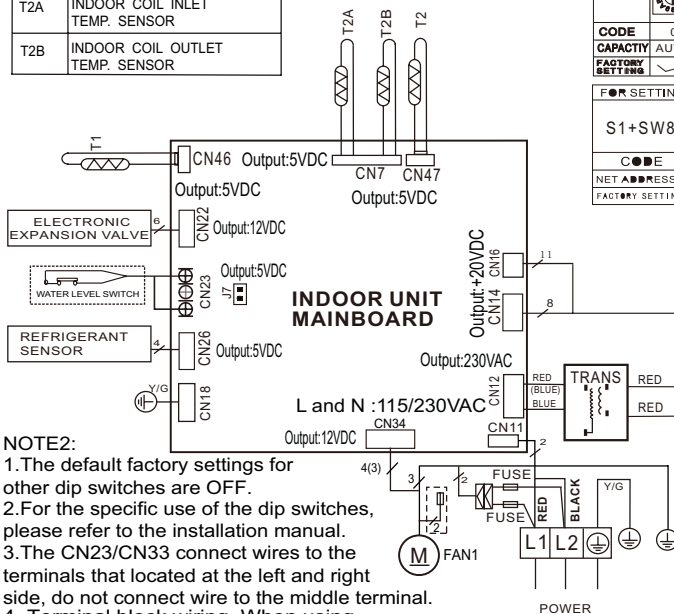 T2A INDOOR COIL INLET
TEMP. SENSOR
T2B INDOOR COIL OUTLET
TEMP. SENSOR
CODE
CAPACTIY
FACTORY
SETTING
S1+SW8
CODE
T2A
T2B
T2
T1
CN46 Output:5VDC
CN7
CN47
Output:5VDC
Output:5VDC
ELECTRONIC
EXPANSION VALVE
6
CN22
Output:12VDC
WATER LEVEL SWITCH
CN23
Output:5VDC
J7
INDOOR UNIT
MAINBOARD
Output:+20VDC
CN16
11
CN14
8
REFRIGERANT
SENSOR
4
CN26
Output:5VDC
Output:230VAC
Y/G
CN18
L and N :115/230VAC
CN12
RED
(BLUE)
BLUE
TRANS
RED
RED
Output:12VDC
CN34
CN11
2
4(3)
3
2
2
FUSE
FUSE
RED
BLACK
Y/G
M
FAN1
L1 L2
POWER
NOTE2:
1.The default factory settings for
other dip switches are OFF.
2.For the specific use of the dip switches,
please refer to the installation manual.
3.The CN23/CN33 connect wires to the
terminals that located at the left and right
side, do not connect wire to the middle terminal.
4. Terminal block wiring. When using